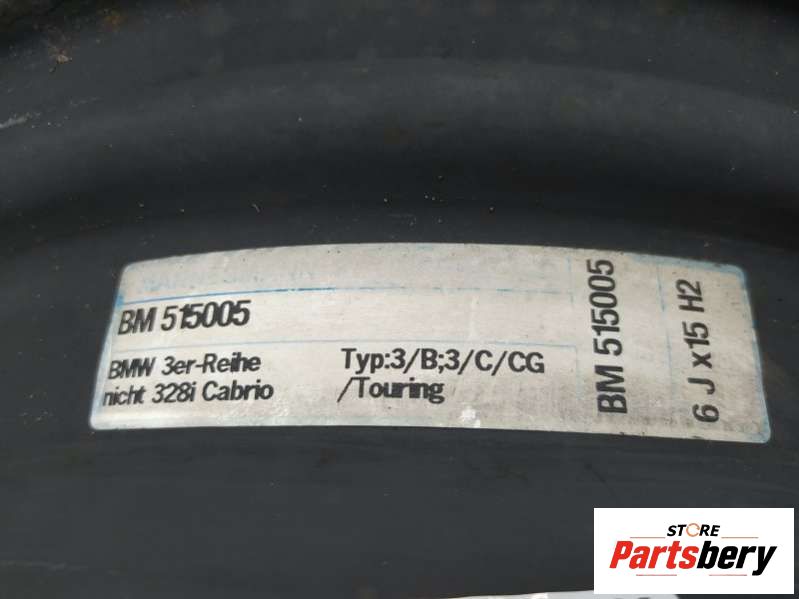 BM 515005
BMW 3er-Reihe
nicht 328i Cabrio
Typ:3/B;3/C/CG
/Touring
BM 515005
6 J x15 H2
STORE
Partsbery